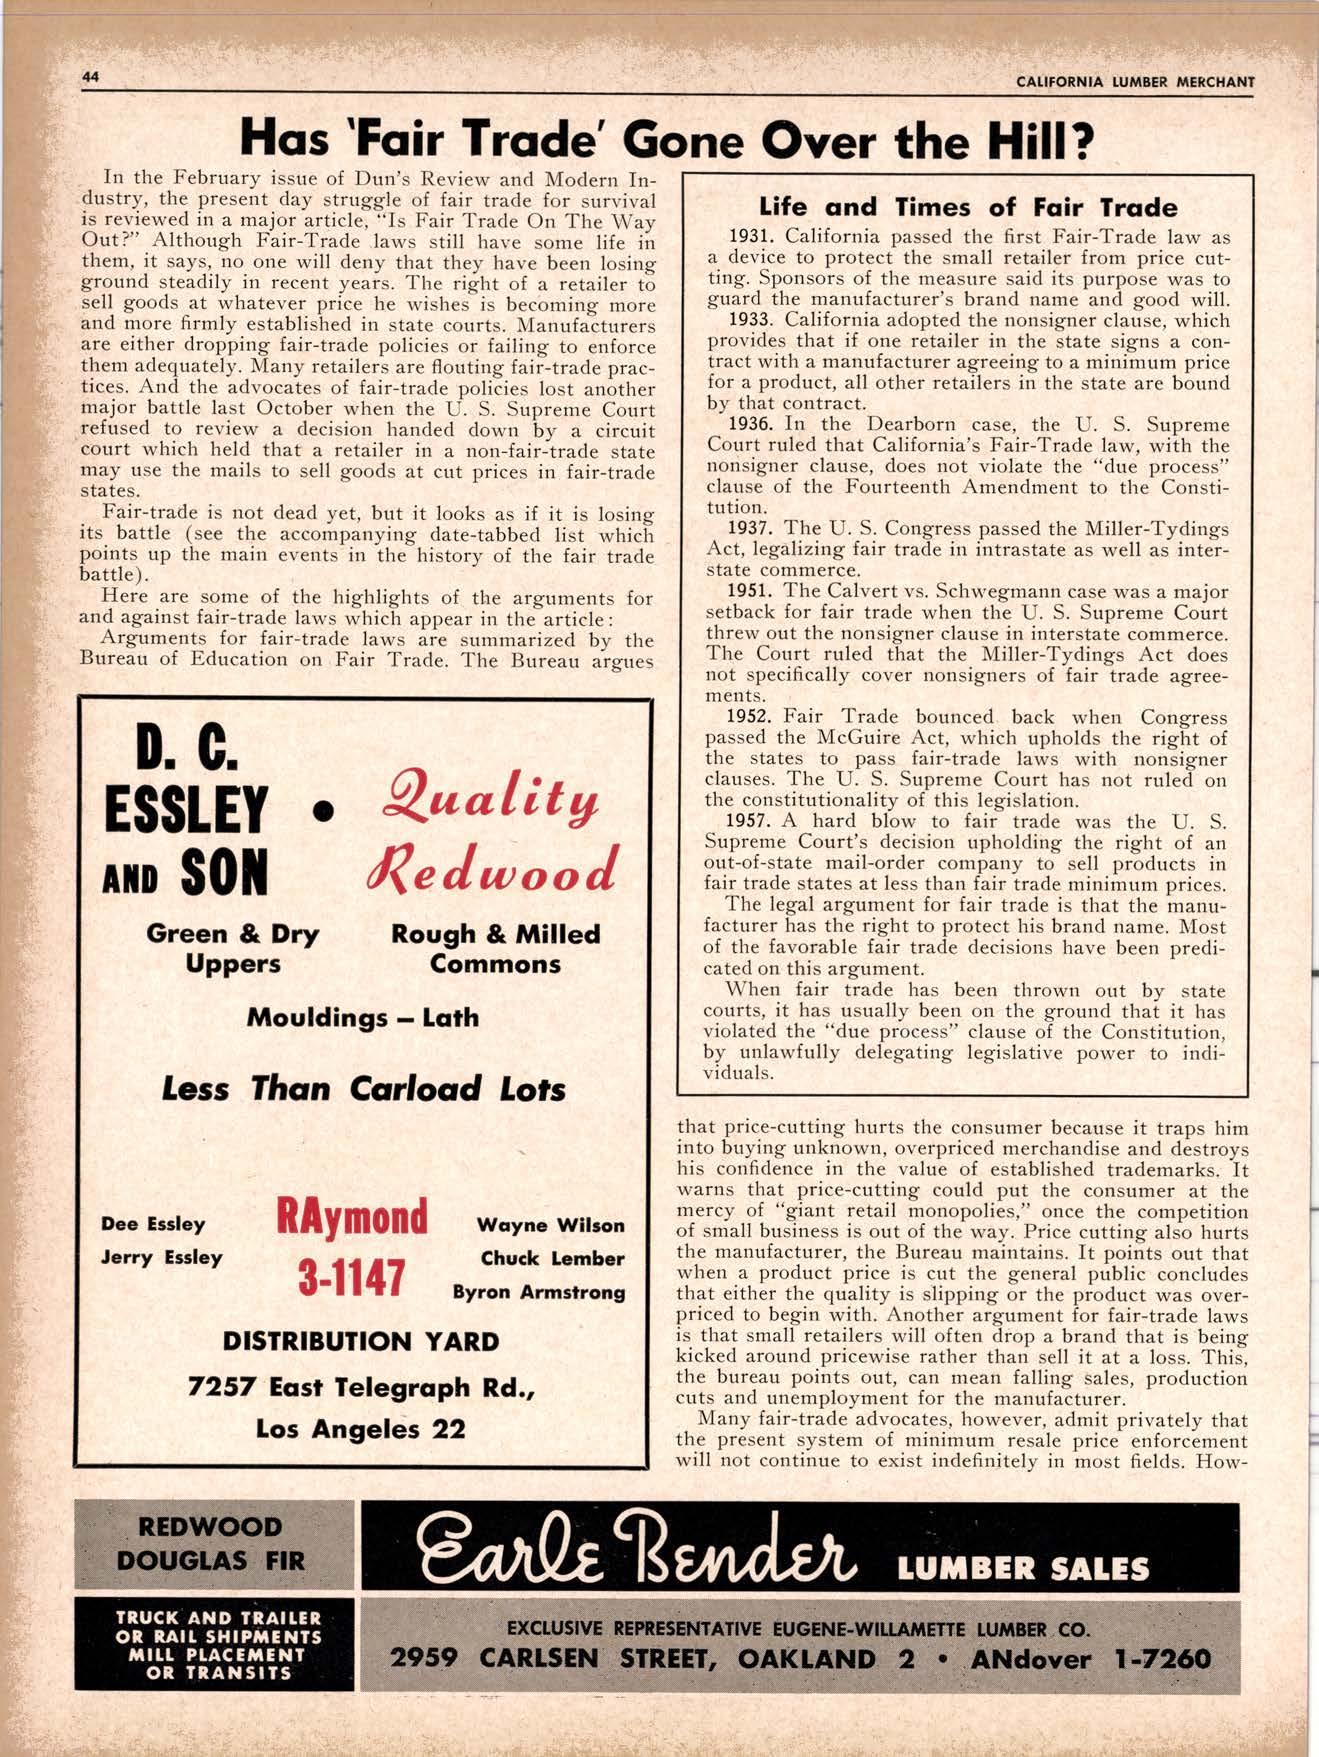 44
CALIFORNIA LUMBER MERCHANT
Has 'Fair Trade' Gone Over the Hill?
In the February issue of Dun's Review and Modern In-
dustry, the present day struggle of fair trade for survival
is reviewed in a major article, "Is Fair Trade On The Way
Out?" Although Fair-Trade laws still have some life in
them, it says, no one will deny that they have been losing
ground steadily in recent years. The right of a retailer to
sell goods at whatever price he wishes is becoming more
and more firmly established in state courts. Manufacturers
are either dropping fair-trade policies or failing to enforce
them adequately. Many retailers are flouting fair-trade prac-
tices. And the advocates of fair-trade policies lost another
major battle last October when the U. S. Supreme Court
refused to review a decision handed down by a circuit
court which held that a retailer in a non-fair-trade state
may use the mails to sell goods at cut prices in fair-trade
states.
Fair-trade is not dead yet, but it looks as if it is losing
its battle (see the accompanying date-tabbed list which
points up the main events in the history of the fair trade
battle).
Here are some of the highlights of the arguments for
and against fair-trade laws which appear in the article:
Arguments for fair-trade laws are summarized by the
Bureau of Education on Fair Trade. The Bureau argues
Life and Times of Fair Trade
1931. California passed the first Fair-Trade law as
a device to protect the small retailer from price cut-
ting. Sponsors of the measure said its purpose was to
guard the manufacturer's brand name and good will.
1933. California adopted the nonsigner clause, which
provides that if one retailer in the state signs a con-
tract with a manufacturer agreeing to a minimum price
for a product, all other retailers in the state are bound
by that contract.
1936. In the Dearborn case, the U. S. Supreme
Court ruled that California's Fair-Trade law, with the
nonsigner clause, does not violate the "due process"
clause of the Fourteenth Amendment to the Consti-
tution.
1937. The U. S. Congress passed the Miller-Tydings
Act, legalizing fair trade in intrastate as well as inter-
state commerce.
1951. The Calvert vs. Schwegmann case was a major
setback for fair trade when the U. S. Supreme Court
threw out the nonsigner clause in interstate commerce.
The Court ruled that the Miller-Tydings Act does
not specifically cover nonsigners of fair trade agree-
ments.
1952. Fair Trade bounced back when Congress
passed the McGuire Act, which upholds the right of
the states to pass fair-trade laws with nonsigner
clauses. The U. S. Supreme Court has not ruled on
the constitutionality of this legislation.
1957. A hard blow to fair trade was the U. S.
Supreme Court's decision upholding the right of an
out-of-state mail-order company to sell products in
fair trade states at less than fair trade minimum prices.
The legal argument for fair trade is that the manu-
facturer has the right to protect his brand name. Most
of the favorable fair trade decisions have been predi-
cated on this argument.
When fair trade has been thrown out by state
courts, it has usually been on the ground that it has
violated the "due process" clause of the Constitution,
by unlawfully delegating legislative power to indi-
viduals.
that price-cutting hurts the consumer because it traps him
into buying unknown, overpriced merchandise and destroys
his confidence in the value of established trademarks. It
warns that price-cutting could put the consumer at the
mercy of "giant retail monopolies," once the competition
of small business is out of the way. Price cutting also hurts
the manufacturer, the Bureau maintains. It points out that
when a product price is cut the general public concludes
that either the quality is slipping or the product was over-
priced to begin with. Another argument for fair-trade laws
is that small retailers will often drop a brand that is being
kicked around pricewise rather than sell it at a loss. This,
the bureau points out, can mean falling sales, production
cuts and unemployment for the manufacturer.
Many fair-trade advocates, however, admit privately that
the present system of minimum resale price enforcement
will not continue to exist indefinitely in most fields. How-
D. C.
ESSLEY
AND SON
•
Quality
Redwood
Green & Dry
Uppers
Rough & Milled
Commons
Mouldings – Lath
Less Than Carload Lots
Dee Essley
Jerry Essley
RAymond
3-1147
Wayne Wilson
Chuck Lember
Byron Armstrong
DISTRIBUTION YARD
7257 East Telegraph Rd.,
Los Angeles 22
REDWOOD
DOUGLAS FIR
Earle Bender LUMBER SALES
TRUCK AND TRAILER
OR RAIL SHIPMENTS
MILL PLACEMENT
OR TRANSITS
EXCLUSIVE REPRESENTATIVE EUGENE-WILLAMETTE LUMBER CO.
2959 CARLSEN STREET, OAKLAND 2 • ANdover 1-7260